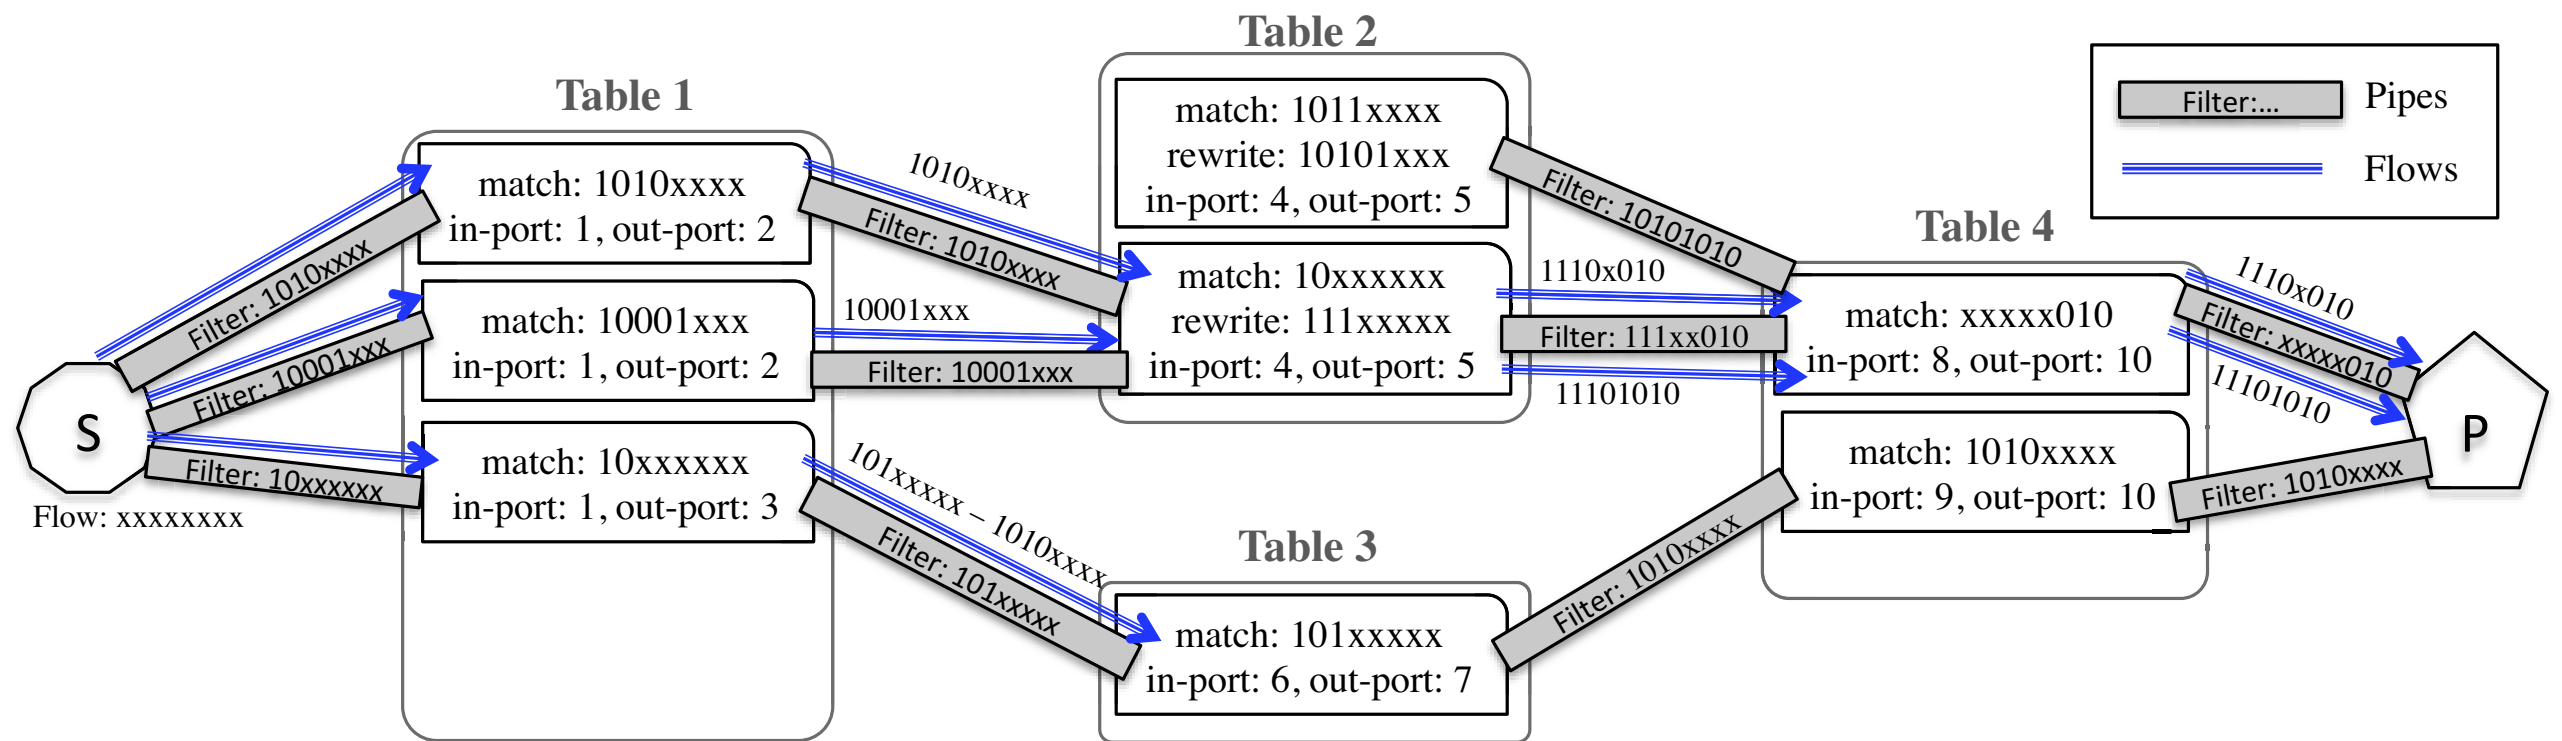 Table 1
Table 2
Table 3
Table 4
Filter:...
Pipes
Flows
S
Flow: xxxxxxxx
Filter: 1010xxxx
Filter: 10001xxx
Filter: 10xxxxxx
match: 1010xxxx
in-port: 1, out-port: 2
match: 10001xxx
in-port: 1, out-port: 2
match: 10xxxxxx
in-port: 1, out-port: 3
1010xxxx
Filter: 1010xxxx
10001xxx
Filter: 10001xxx
101xxxxx – 1010xxxx
Filter: 101xxxxx
match: 1011xxxx
rewrite: 10101xxx
in-port: 4, out-port: 5
match: 10xxxxxx
rewrite: 111xxxxx
in-port: 4, out-port: 5
match: 101xxxxx
in-port: 6, out-port: 7
Filter: 10101010
1110x010
Filter: 111xx010
11101010
Filter: 1010xxxx
match: xxxxx010
in-port: 8, out-port: 10
match: 1010xxxx
in-port: 9, out-port: 10
1110x010
Filter: xxxxx010
11101010
Filter: 1010xxxx
P